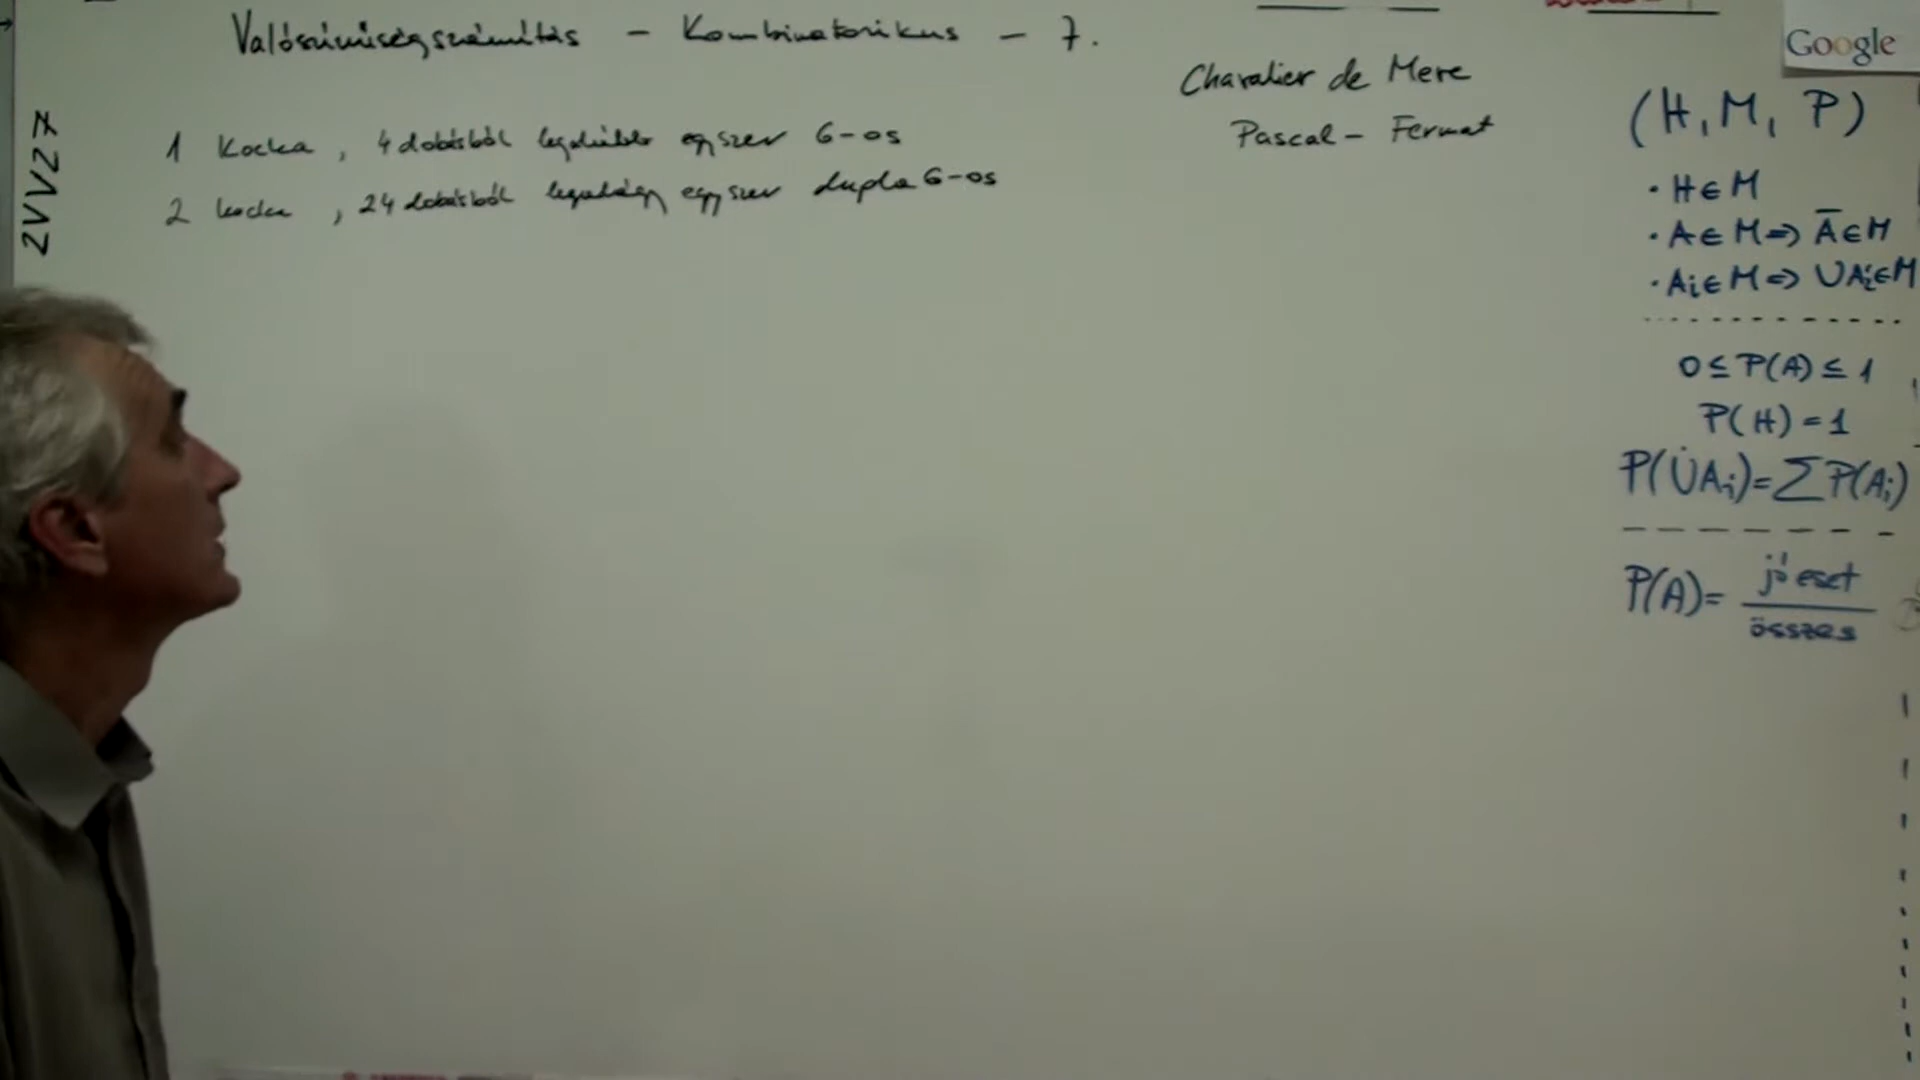 Valószínűségszámítás - Kombinatorikus - 7.
Chavalier de Mere
Pascal - Fermat
1 kocka, 4 dobásból legalább egyszer 6-os
2 kocka, 24 dobásból legalább egyszer dupla 6-os
2VV27
Google
(H, M, P)
• H∈M
• A∈M => A̅∈M
• Ai∈M => ∪Ai∈M
0 ≤ P(A) ≤ 1
P(H) = 1
P(∪̇Ai) = ∑P(Ai)
P(A) = jó eset / összes